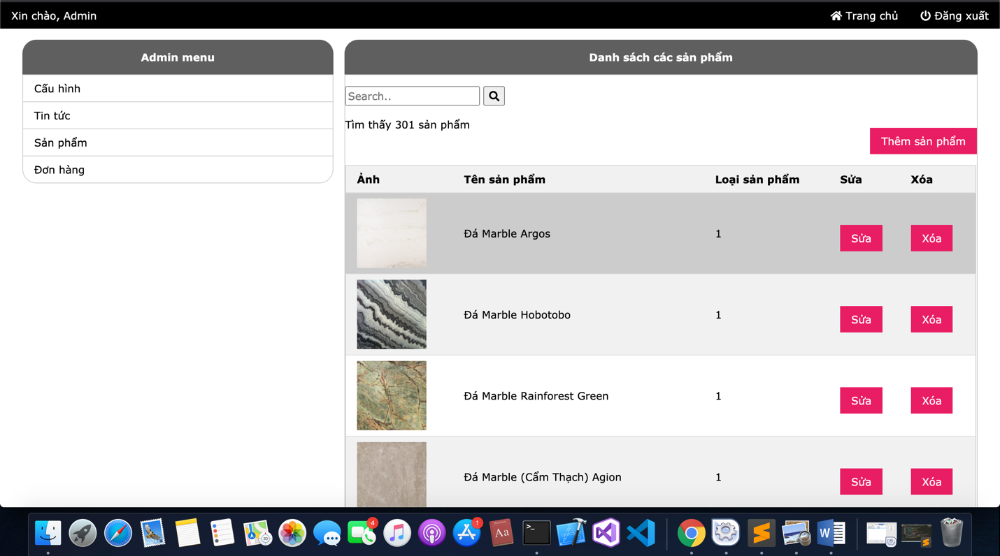 Xin chào, Admin
Trang chủ
Đăng xuất
Admin menu
Cấu hình
Tin tức
Sản phẩm
Đơn hàng
Danh sách các sản phẩm
Search..
Tìm thấy 301 sản phẩm
Thêm sản phẩm
Ảnh Tên sản phẩm Loại sản phẩm Sửa Xóa
Đá Marble Argos 1 Sửa Xóa
Đá Marble Hobotobo 1 Sửa Xóa
Đá Marble Rainforest Green 1 Sửa Xóa
Đá Marble (Cẩm Thạch) Agion 1 Sửa Xóa
4
1
Aa
>_
W